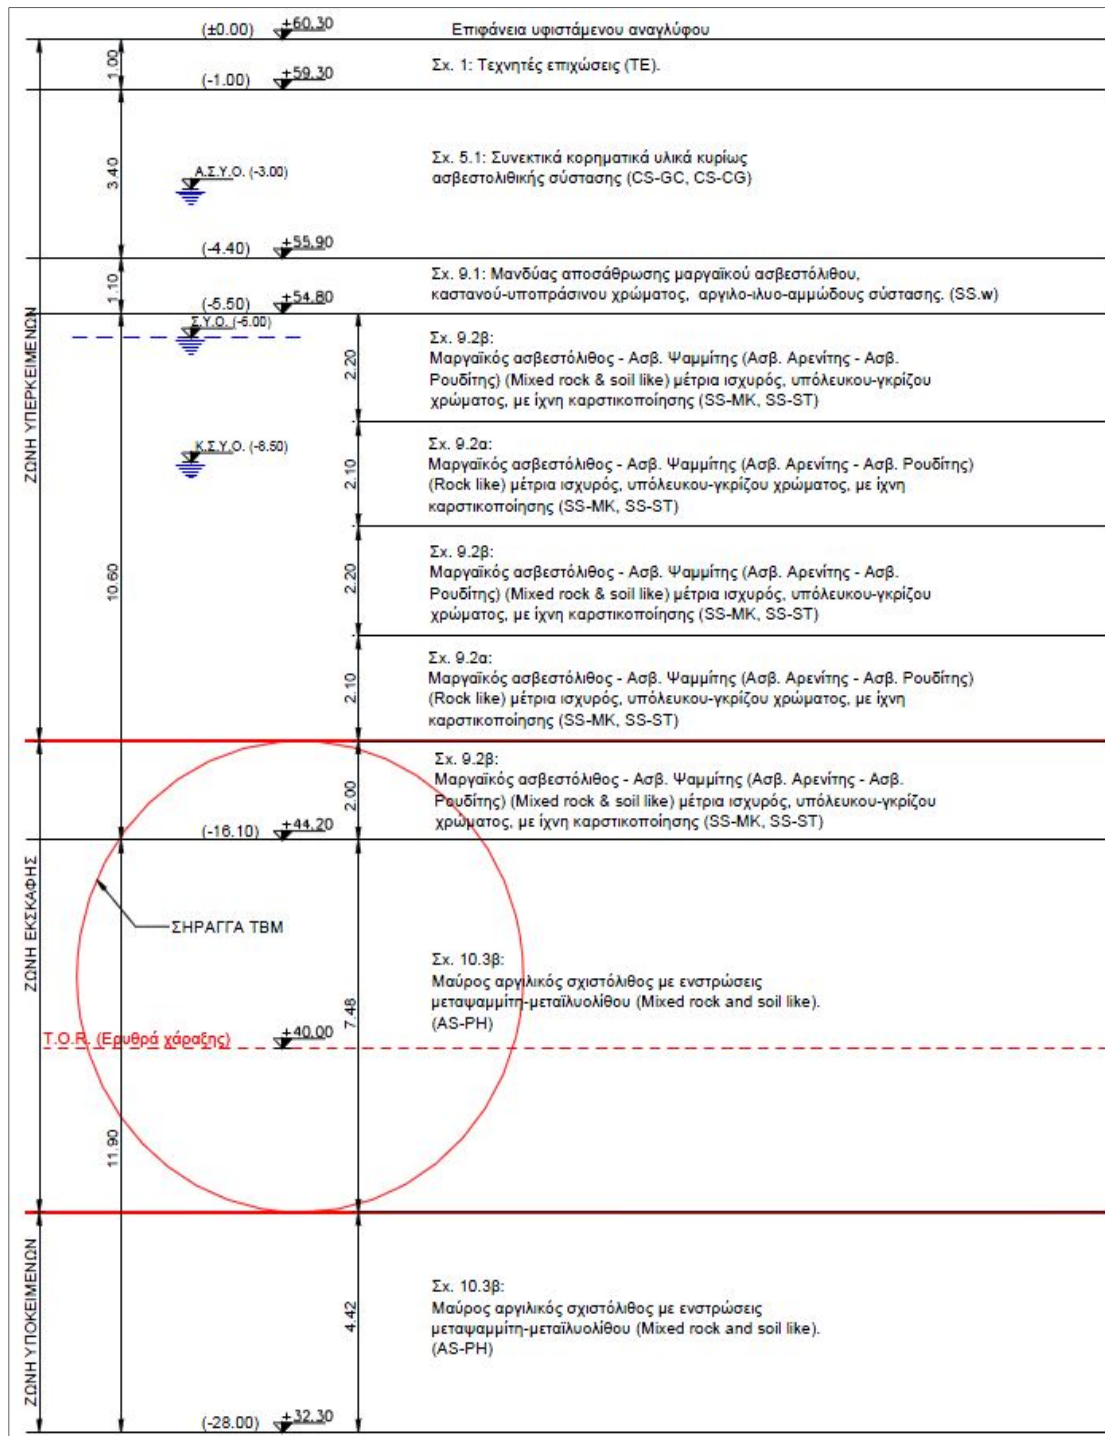 (±0.00) +60.30 Επιφάνεια υφιστάμενου αναγλύφου
1.00
Σχ. 1: Τεχνητές επιχώσεις (ΤΕ).
(-1.00) +59.30
3.40
Σχ. 5.1: Συνεκτικά κορηματικά υλικά κυρίως
ασβεστολιθικής σύστασης (CS-GC, CS-CG)
Α.Σ.Υ.Ο. (-3.00)
(-4.40) +55.90
1.10
Σχ. 9.1: Μανδύας αποσάθρωσης μαργαϊκού ασβεστόλιθου,
καστανού-υποπράσινου χρώματος, αργιλο-ιλυο-αμμώδους σύστασης. (SS.w)
(-5.50) +54.80
Σ.Υ.Ο. (-6.00)
ΖΩΝΗ ΥΠΕΡΚΕΙΜΕΝΩΝ
2.20
Σχ. 9.2β:
Μαργαϊκός ασβεστόλιθος - Ασβ. Ψαμμίτης (Ασβ. Αρενίτης - Ασβ.
Ρουδίτης) (Mixed rock & soil like) μέτρια ισχυρός, υπόλευκου-γκρίζου
χρώματος, με ίχνη καρστικοποίησης (SS-MK, SS-ST)
Κ.Σ.Υ.Ο. (-8.50)
2.10
Σχ. 9.2α:
Μαργαϊκός ασβεστόλιθος - Ασβ. Ψαμμίτης (Ασβ. Αρενίτης - Ασβ. Ρουδίτης)
(Rock like) μέτρια ισχυρός, υπόλευκου-γκρίζου χρώματος, με ίχνη
καρστικοποίησης (SS-MK, SS-ST)
10.60
2.20
Σχ. 9.2β:
Μαργαϊκός ασβεστόλιθος - Ασβ. Ψαμμίτης (Ασβ. Αρενίτης - Ασβ.
Ρουδίτης) (Mixed rock & soil like) μέτρια ισχυρός, υπόλευκου-γκρίζου
χρώματος, με ίχνη καρστικοποίησης (SS-MK, SS-ST)
2.10
Σχ. 9.2α:
Μαργαϊκός ασβεστόλιθος - Ασβ. Ψαμμίτης (Ασβ. Αρενίτης - Ασβ. Ρουδίτης)
(Rock like) μέτρια ισχυρός, υπόλευκου-γκρίζου χρώματος, με ίχνη
καρστικοποίησης (SS-MK, SS-ST)
2.00
Σχ. 9.2β:
Μαργαϊκός ασβεστόλιθος - Ασβ. Ψαμμίτης (Ασβ. Αρενίτης - Ασβ.
Ρουδίτης) (Mixed rock & soil like) μέτρια ισχυρός, υπόλευκου-γκρίζου
χρώματος, με ίχνη καρστικοποίησης (SS-MK, SS-ST)
(-16.10) +44.20
ΖΩΝΗ ΕΚΣΚΑΦΗΣ
ΣΗΡΑΓΓΑ ΤΒΜ
7.48
Σχ. 10.3β:
Μαύρος αργιλικός σχιστόλιθος με ενστρώσεις
μεταψαμμίτη-μεταϊλυολίθου (Mixed rock and soil like).
(AS-PH)
T.O.R. (Ερυθρά χάραξης) +40.00
11.90
ΖΩΝΗ ΥΠΟΚΕΙΜΕΝΩΝ
4.42
Σχ. 10.3β:
Μαύρος αργιλικός σχιστόλιθος με ενστρώσεις
μεταψαμμίτη-μεταϊλυολίθου (Mixed rock and soil like).
(AS-PH)
(-28.00) +32.30